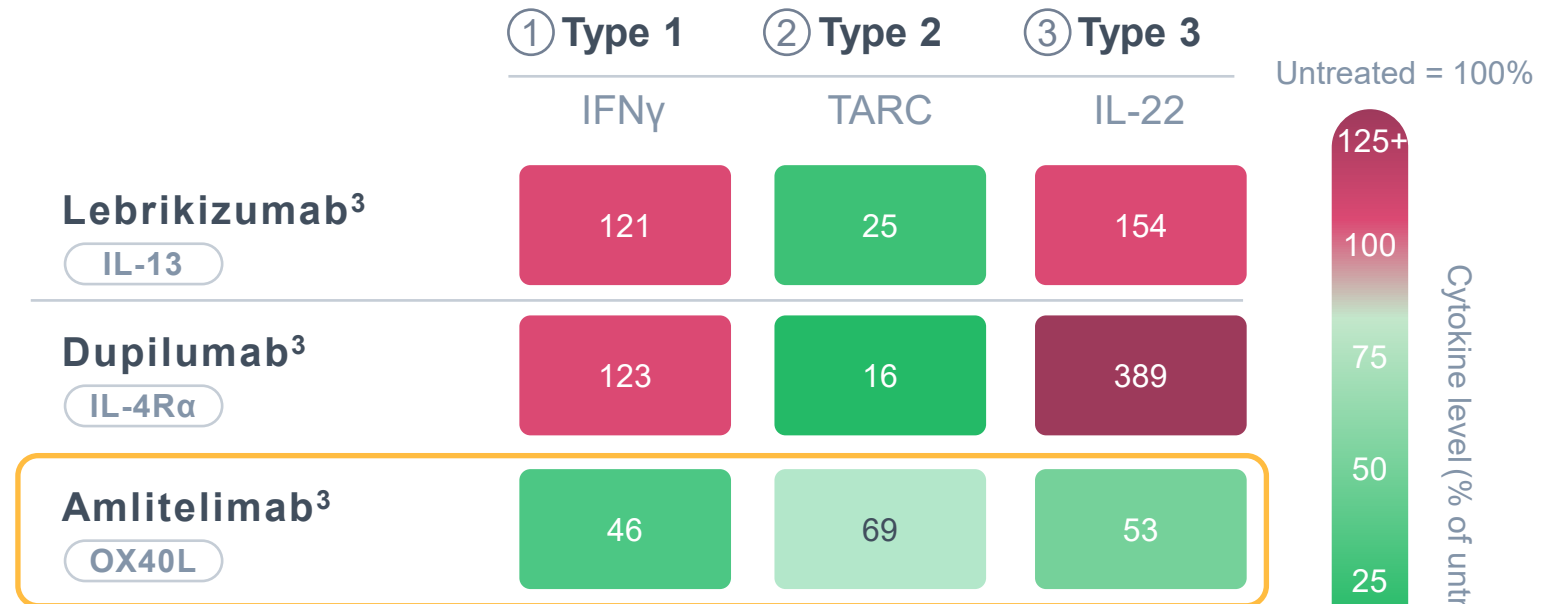 ① Type 1 ② Type 2 ③ Type 3
Untreated = 100%
IFNγ TARC IL-22
125+
Lebrikizumab³
IL-13
121 25 154
100
Dupilumab³
IL-4Rα
123 16 389
75
50
Amlitelimab³
OX40L
46 69 53
25
Cytokine level (% of